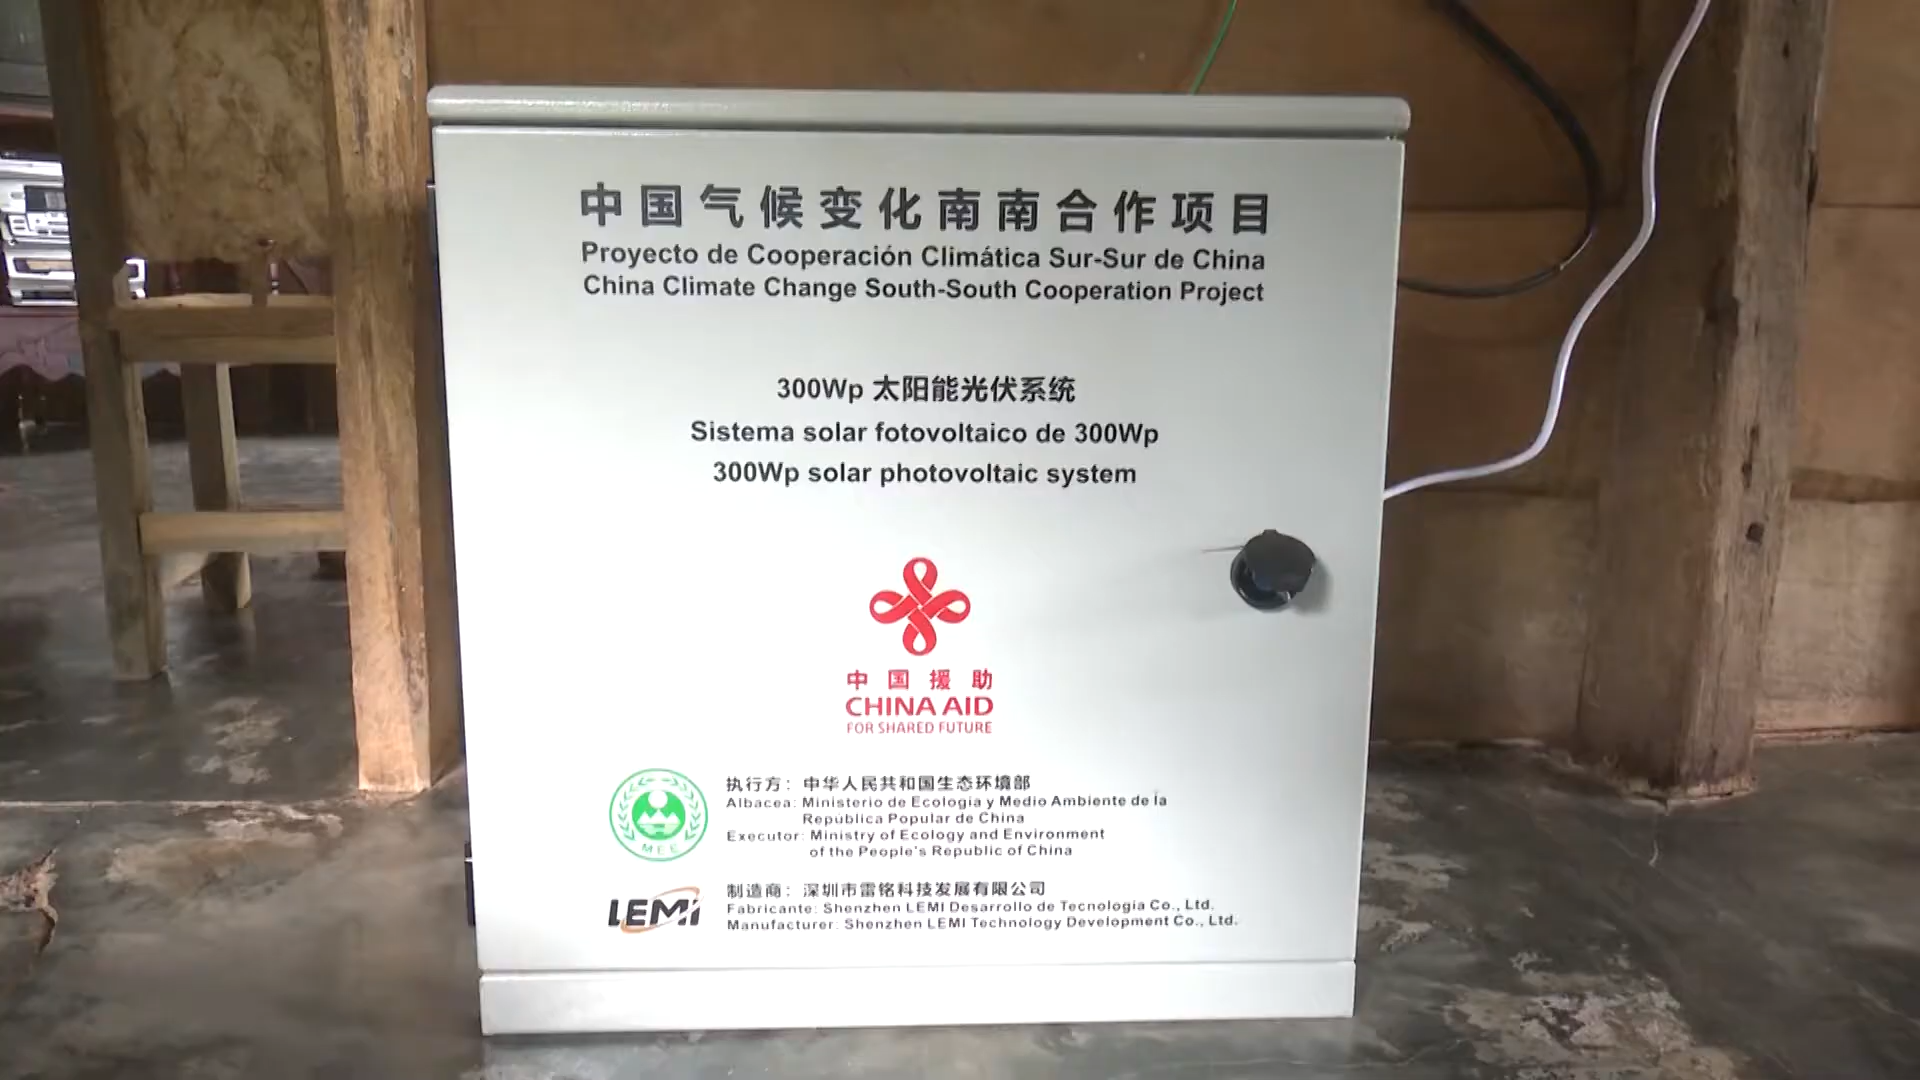 中国气候变化南南合作项目
Proyecto de Cooperación Climática Sur-Sur de China
China Climate Change South-South Cooperation Project
300Wp 太阳能光伏系统
Sistema solar fotovoltaico de 300Wp
300Wp solar photovoltaic system
中国援助
CHINA AID
FOR SHARED FUTURE
MEE
执行方：中华人民共和国生态环境部
Albacea: Ministerio de Ecología y Medio Ambiente de la
República Popular de China
Executor: Ministry of Ecology and Environment
of the People's Republic of China
LEMI
制造商：深圳市雷铭科技发展有限公司
Fabricante: Shenzhen LEMI Desarrollo de Tecnología Co., Ltd.
Manufacturer: Shenzhen LEMI Technology Development Co., Ltd.